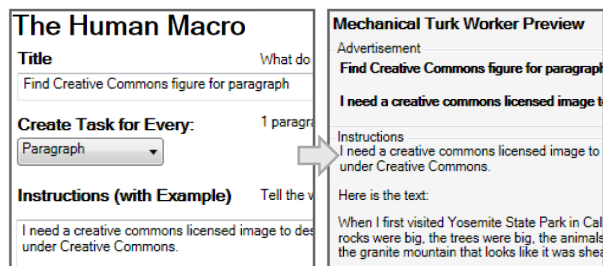 The Human Macro
Title
What do
Find Creative Commons figure for paragraph
Create Task for Every:
1 paragra
Paragraph
Instructions (with Example)
Tell the w
I need a creative commons licensed image to des
under Creative Commons.
Mechanical Turk Worker Preview
Advertisement
Find Creative Commons figure for paragraph
I need a creative commons licensed image t
Instructions
I need a creative commons licensed image to
under Creative Commons.
Here is the text:
When I first visited Yosemite State Park in Cal
rocks were big, the trees were big, the animals
the granite mountain that looks like it was shea